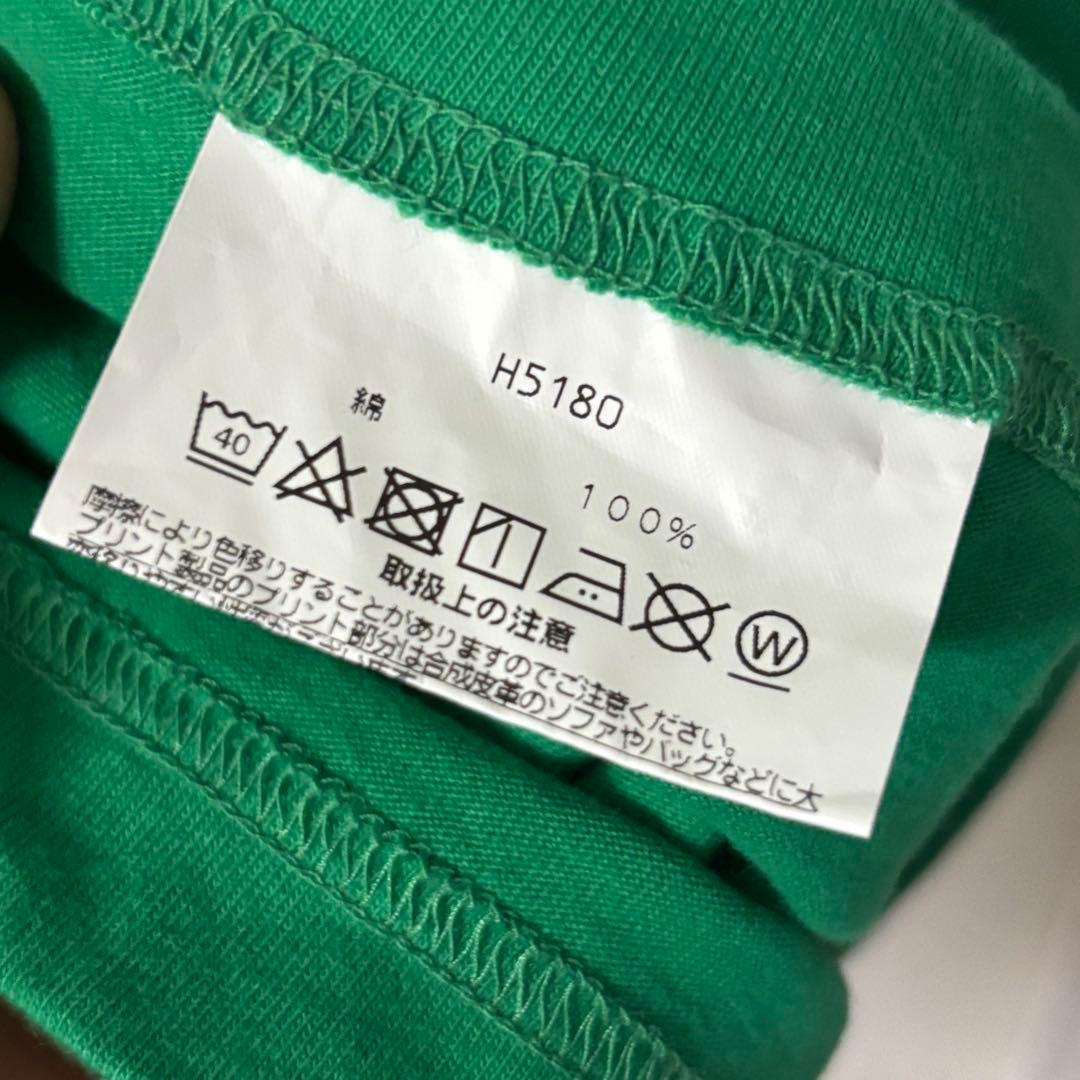 H5180
綿 100%
40
W
取扱上の注意
摩擦により色移りすることがありますのでご注意ください。
プリント製品のプリント部分は合成皮革のソファやバッグなどに大